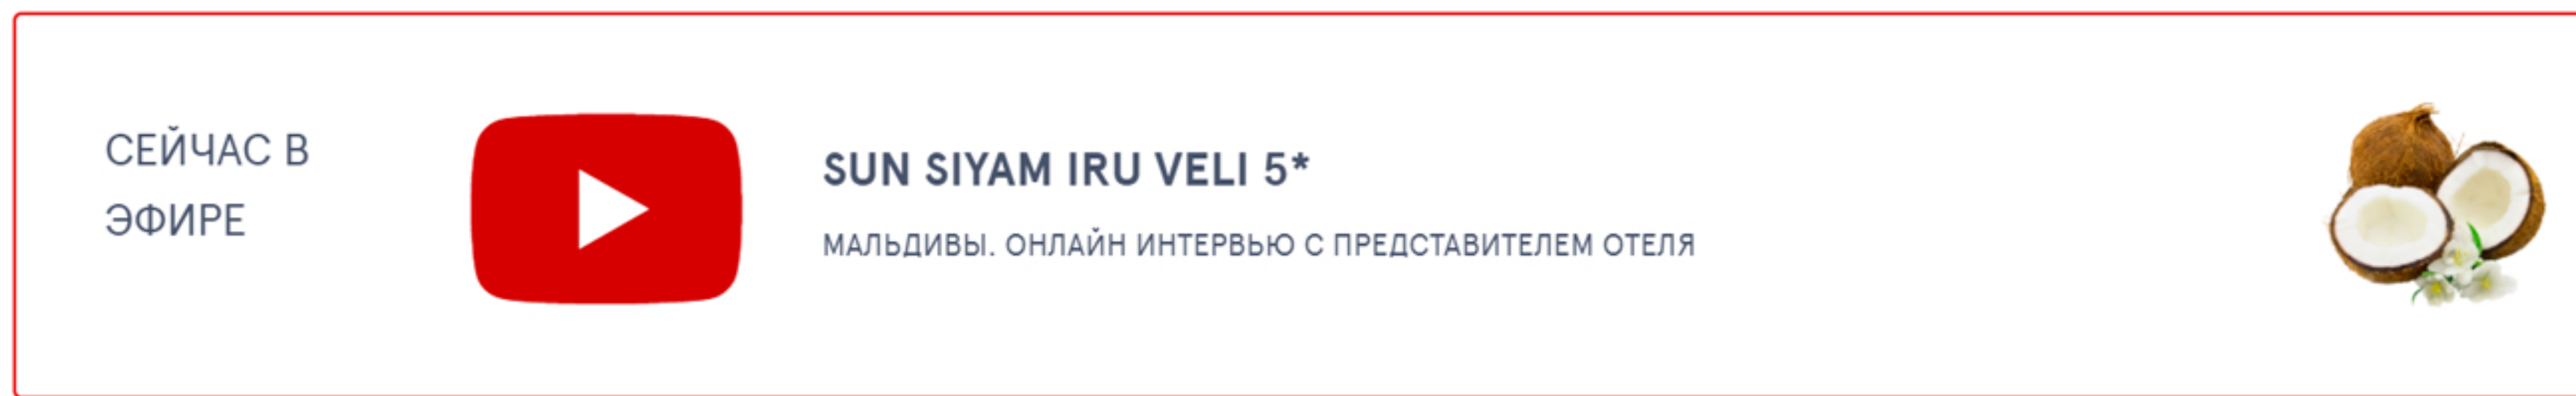 СЕЙЧАС В
ЭФИРЕ
SUN SIYAM IRU VELI 5*
МАЛЬДИВЫ. ОНЛАЙН ИНТЕРВЬЮ С ПРЕДСТАВИТЕЛЕМ ОТЕЛЯ